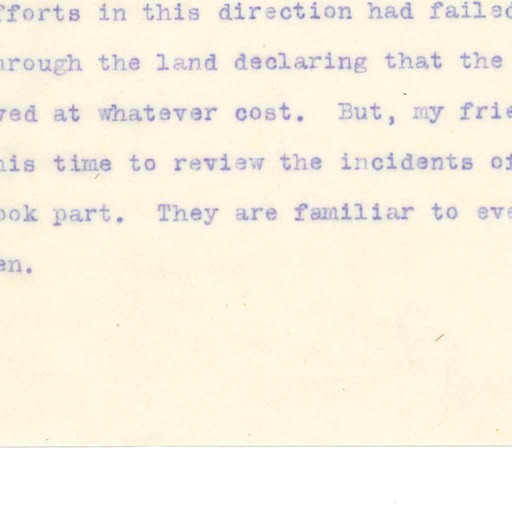 fforts in this direction had failed
hrough the land declaring that the
ved at whatever cost.  But, my frie
his time to review the incidents of
ook part.  They are familiar to eve
en.